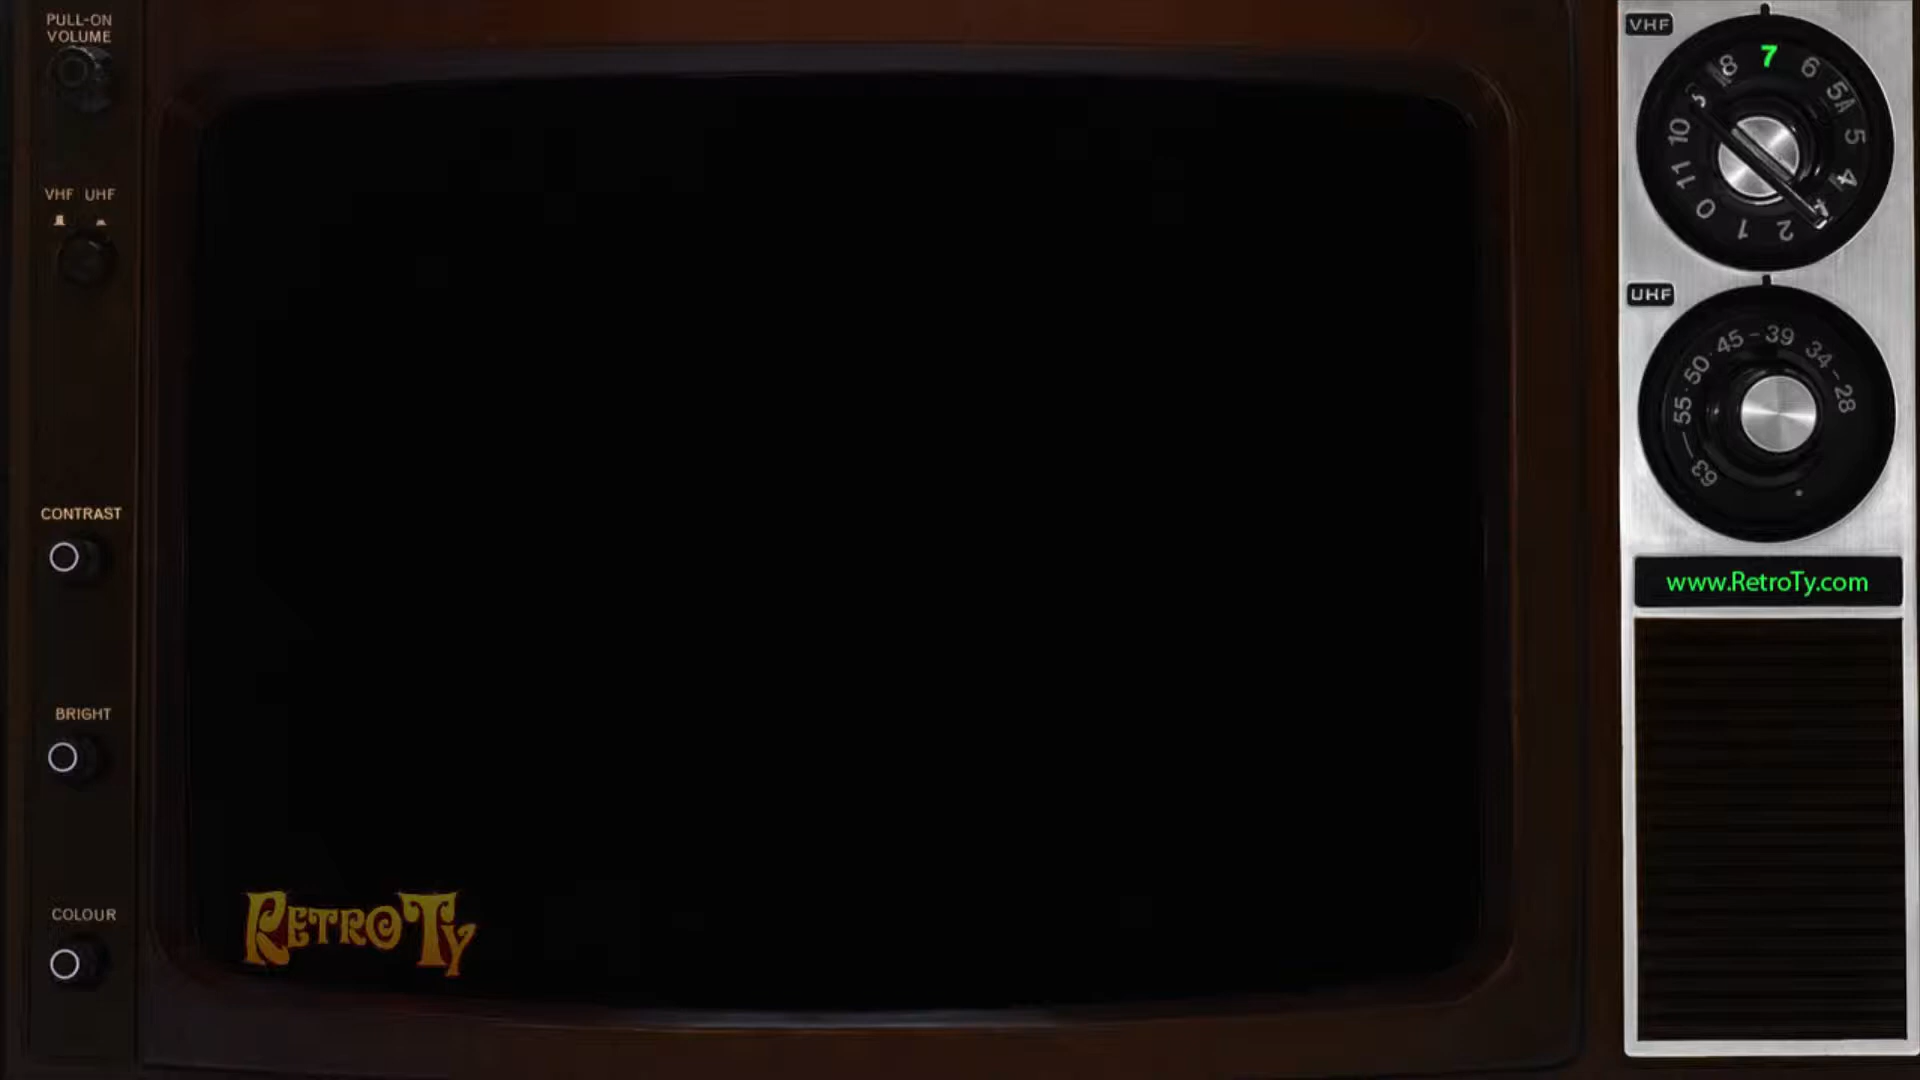 PULL-ON
VOLUME
VHF UHF
CONTRAST
BRIGHT
COLOUR
RETROTY
VHF
7
6
5A
5
4
2
1
0
11
10
8
UHF
63 — 55 · 50 · 45 - 39 34 - 28
www.RetroTy.com